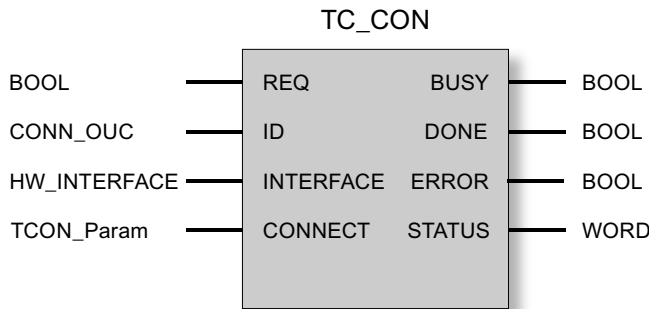 TC_CON
BOOL REQ BUSY BOOL
CONN_OUC ID DONE BOOL
HW_INTERFACE INTERFACE ERROR BOOL
TCON_Param CONNECT STATUS WORD